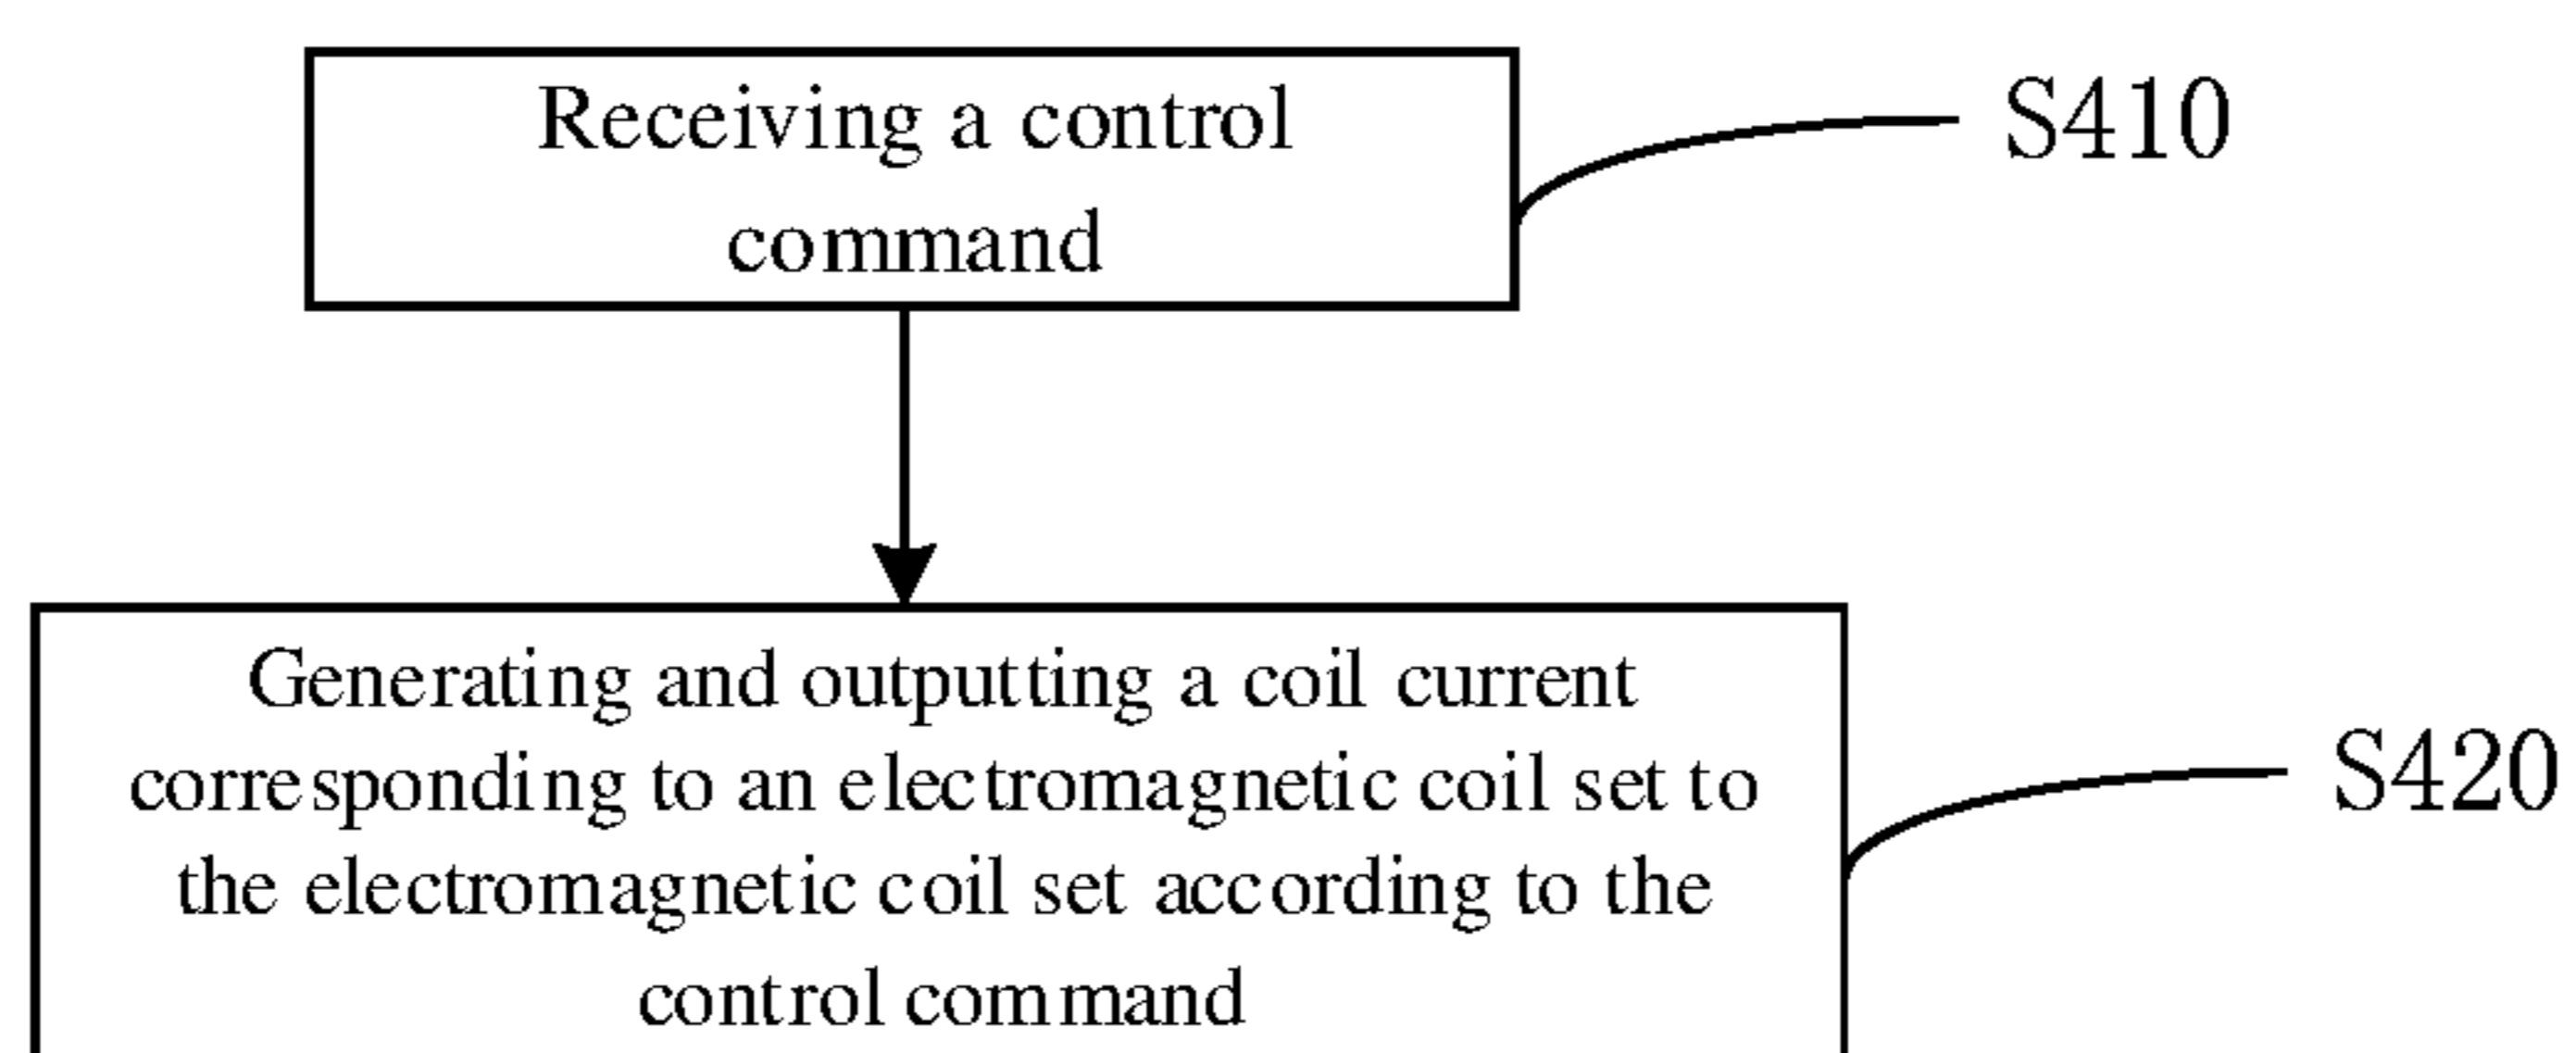 Receiving a control
command
S410
Generating and outputting a coil current
corresponding to an electromagnetic coil set to
the electromagnetic coil set according to the
control command
S420